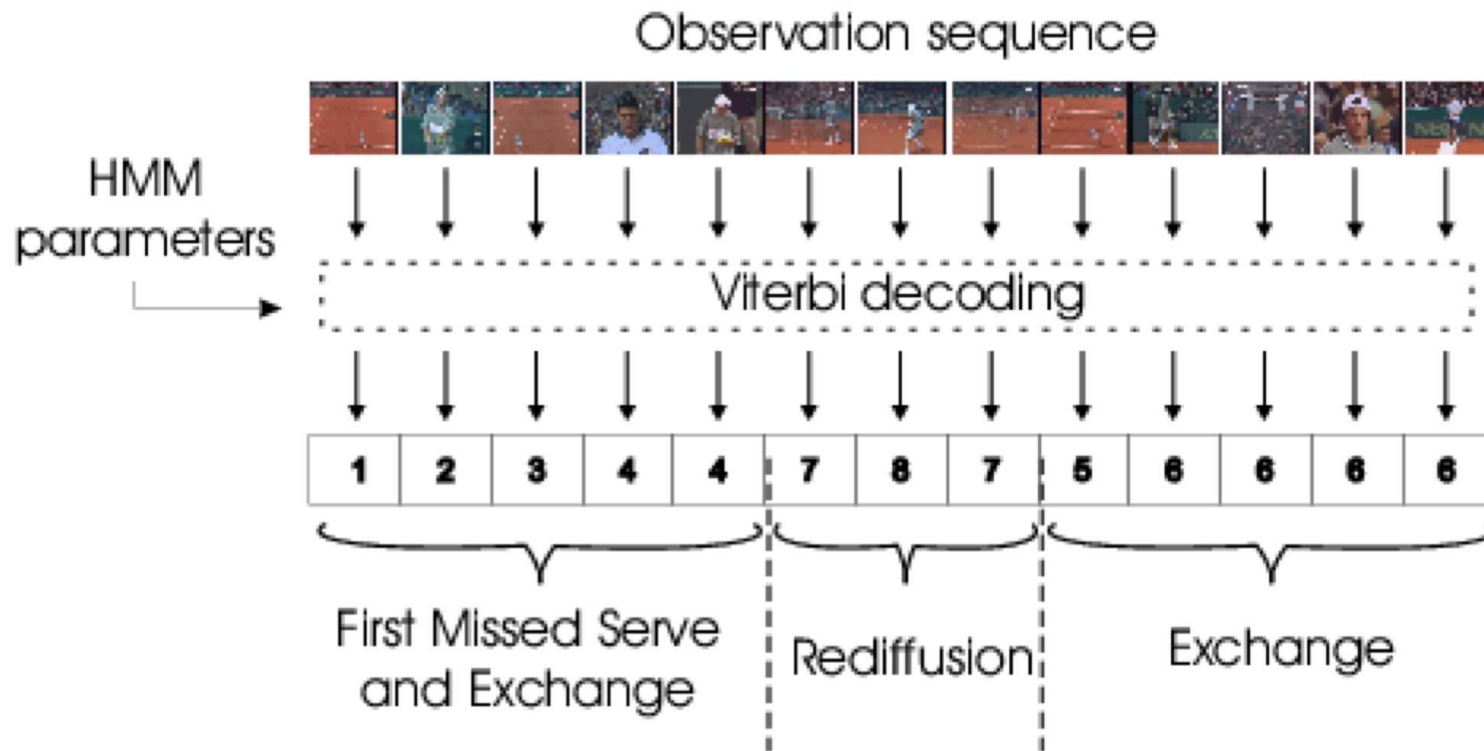 Observation sequence
HMM
parameters
Viterbi decoding
1 2 3 4 4 7 8 7 5 6 6 6 6
First Missed Serve
and Exchange
Rediffusion
Exchange